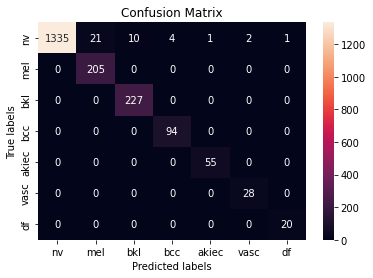 Confusion Matrix
nv 1335 21 10 4 1 2 1
mel 0 205 0 0 0 0 0
bkl 0 0 227 0 0 0 0
bcc 0 0 0 94 0 0 0
akiec 0 0 0 0 55 0 0
vasc 0 0 0 0 0 28 0
df 0 0 0 0 0 0 20
nv mel bkl bcc akiec vasc df
True labels
Predicted labels
1200
1000
800
600
400
200
0